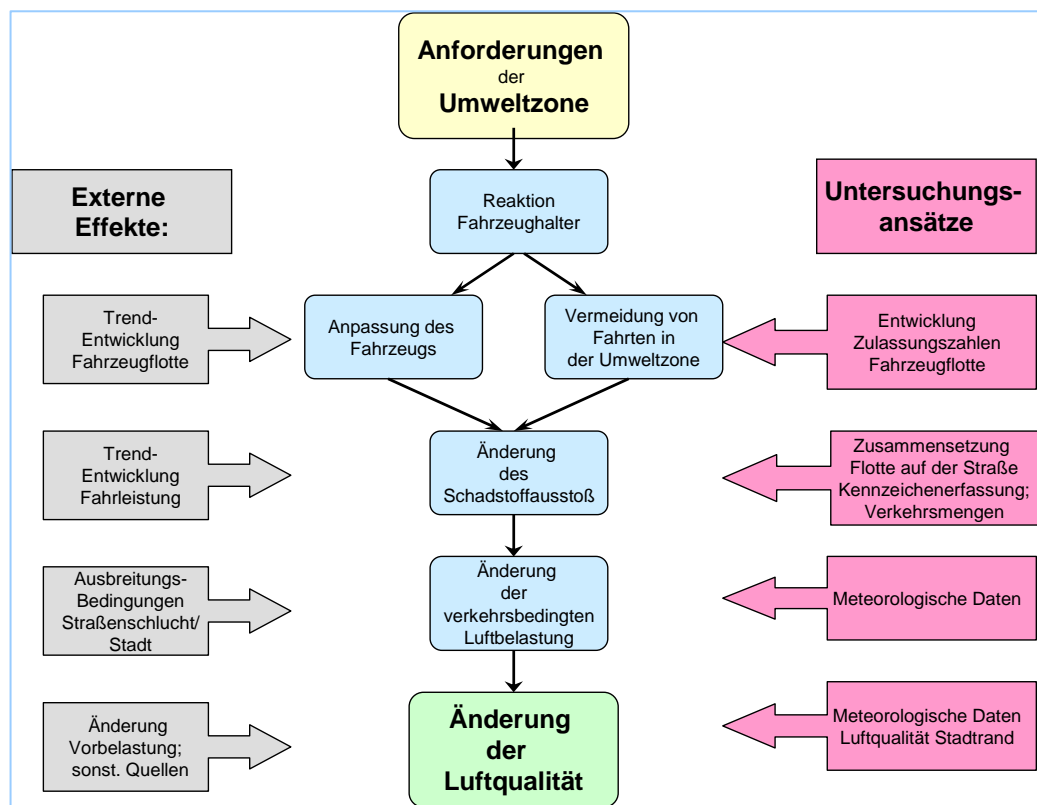 Anforderungen
der
Umweltzone
Externe
Effekte:
Reaktion
Fahrzeughalter
Untersuchungs-
ansätze
Trend-
Entwicklung
Fahrzeugflotte
Anpassung des
Fahrzeugs
Vermeidung von
Fahrten in
der Umweltzone
Entwicklung
Zulassungszahlen
Fahrzeugflotte
Trend-
Entwicklung
Fahrleistung
Änderung
des
Schadstoffausstoß
Zusammensetzung
Flotte auf der Straße
Kennzeichenerfassung;
Verkehrsmengen
Ausbreitungs-
Bedingungen
Straßenschlucht/
Stadt
Änderung
der
verkehrsbedingten
Luftbelastung
Meteorologische Daten
Änderung
Vorbelastung;
sonst. Quellen
Änderung
der
Luftqualität
Meteorologische Daten
Luftqualität Stadtrand